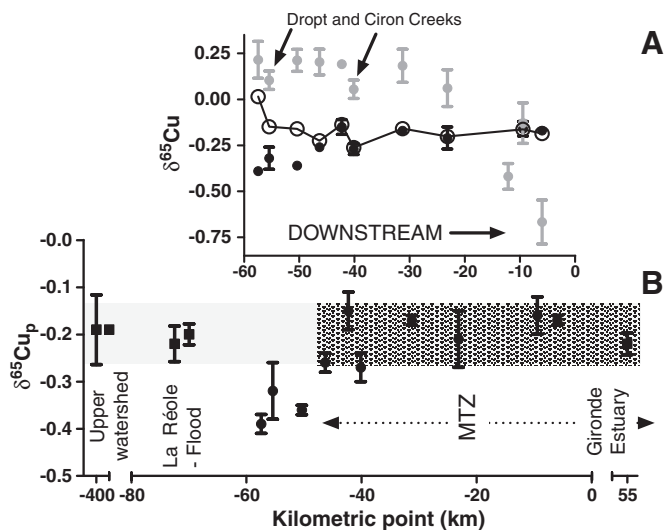 Dropt and Ciron Creeks
A
0.25
0.00
-0.25
-0.50
-0.75
δ65Cu
DOWNSTREAM
-60 -50 -40 -30 -20 -10 0
B
-0.0
-0.1
-0.2
-0.3
-0.4
-0.5
δ65Cup
Upper
watershed
La Réole
- Flood
MTZ
Gironde
Estuary
-400 -80 -60 -40 -20 0 55
Kilometric point (km)